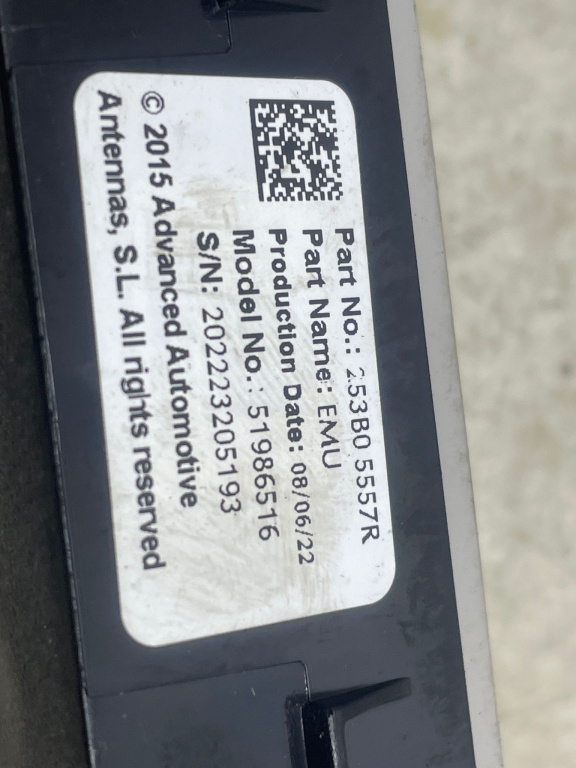 Part No.: 253B0 5557R
Part Name: EMU
Production Date: 08/06/22
Model No.: 51986516
S/N: 202223205193
© 2015 Advanced Automotive
Antennas, S.L. All rights reserved